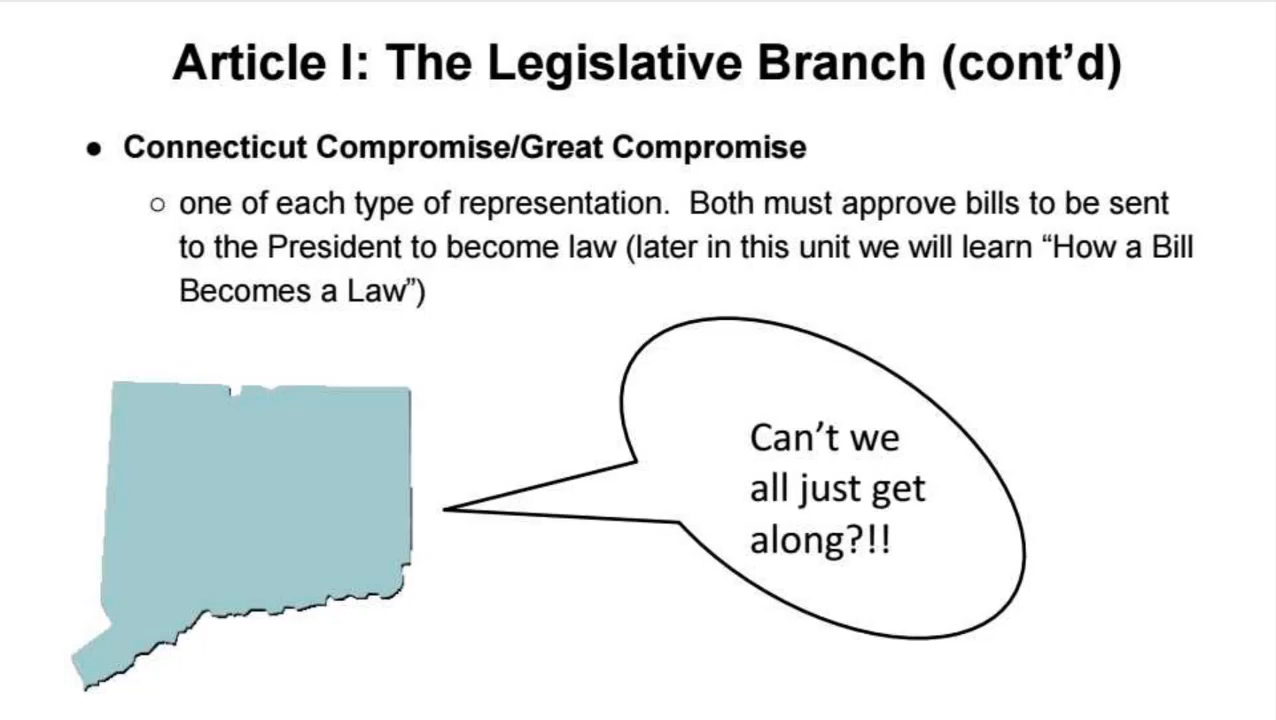 Article I: The Legislative Branch (cont’d)
● Connecticut Compromise/Great Compromise
○ one of each type of representation.  Both must approve bills to be sent
to the President to become law (later in this unit we will learn “How a Bill
Becomes a Law”)
Can’t we
all just get
along?!!